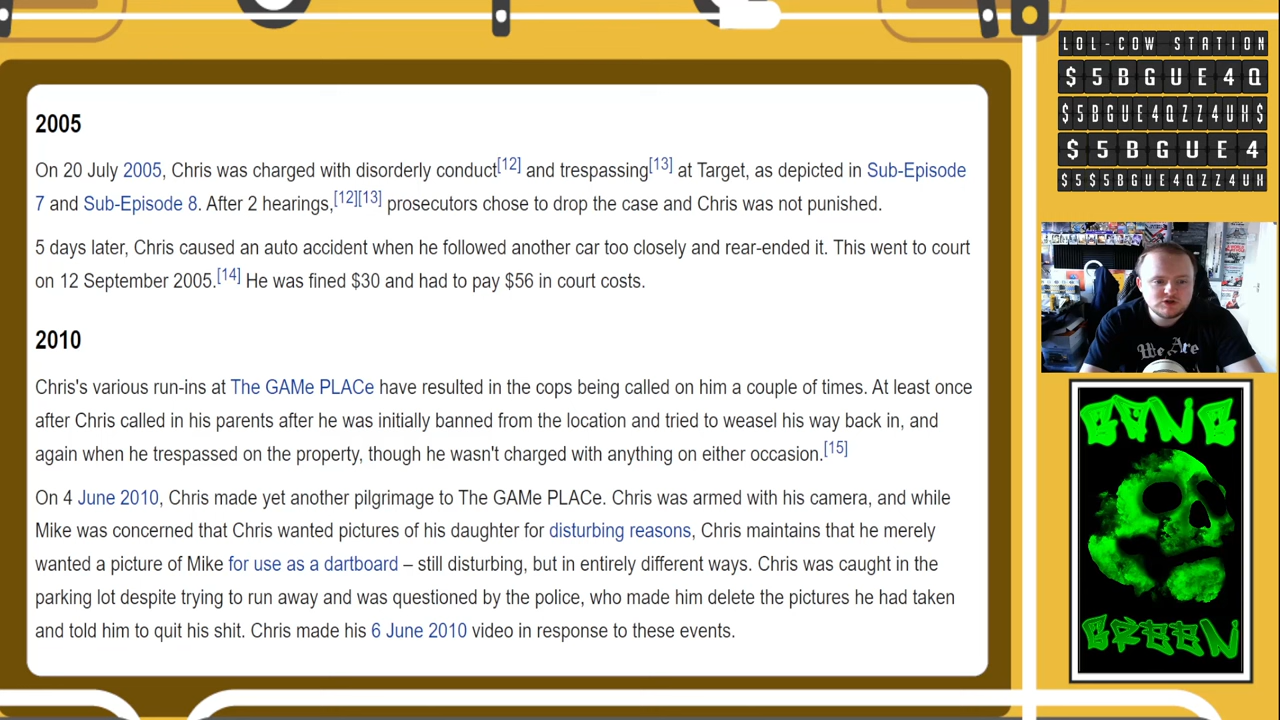 2005
On 20 July 2005, Chris was charged with disorderly conduct[12] and trespassing[13] at Target, as depicted in Sub-Episode
7 and Sub-Episode 8. After 2 hearings,[12][13] prosecutors chose to drop the case and Chris was not punished.
5 days later, Chris caused an auto accident when he followed another car too closely and rear-ended it. This went to court
on 12 September 2005.[14] He was fined $30 and had to pay $56 in court costs.
2010
Chris's various run-ins at The GAMe PLACe have resulted in the cops being called on him a couple of times. At least once
after Chris called in his parents after he was initially banned from the location and tried to weasel his way back in, and
again when he trespassed on the property, though he wasn't charged with anything on either occasion.[15]
On 4 June 2010, Chris made yet another pilgrimage to The GAMe PLACe. Chris was armed with his camera, and while
Mike was concerned that Chris wanted pictures of his daughter for disturbing reasons, Chris maintains that he merely
wanted a picture of Mike for use as a dartboard – still disturbing, but in entirely different ways. Chris was caught in the
parking lot despite trying to run away and was questioned by the police, who made him delete the pictures he had taken
and told him to quit his shit. Chris made his 6 June 2010 video in response to these events.
LOL-COW STATION
$5BGUE4Q
$5BGUE4QZZ4UH$
$5BGUE4
$5$5BGUE4QZZ4UH
We Are
GANG
GREEN